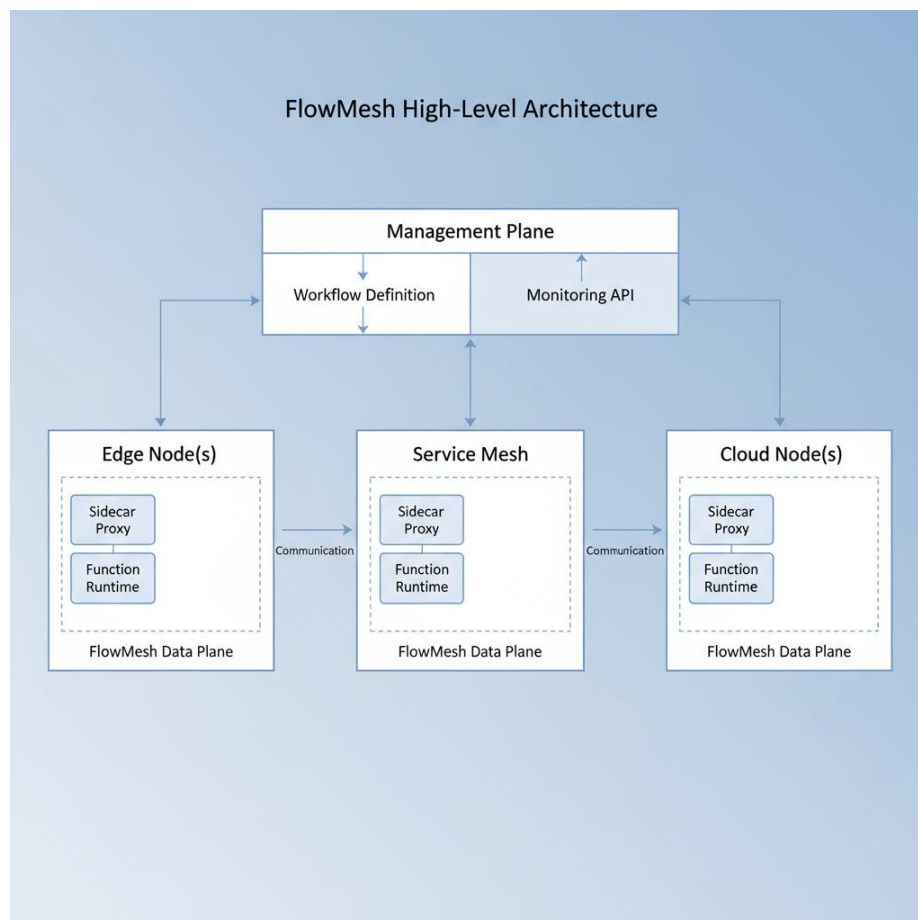 FlowMesh High-Level Architecture
Management Plane
Workflow Definition
Monitoring API
Edge Node(s)
Sidecar
Proxy
Function
Runtime
FlowMesh Data Plane
Communication
Service Mesh
Sidecar
Proxy
Function
Runtime
FlowMesh Data Plane
Communication
Cloud Node(s)
Sidecar
Proxy
Function
Runtime
FlowMesh Data Plane